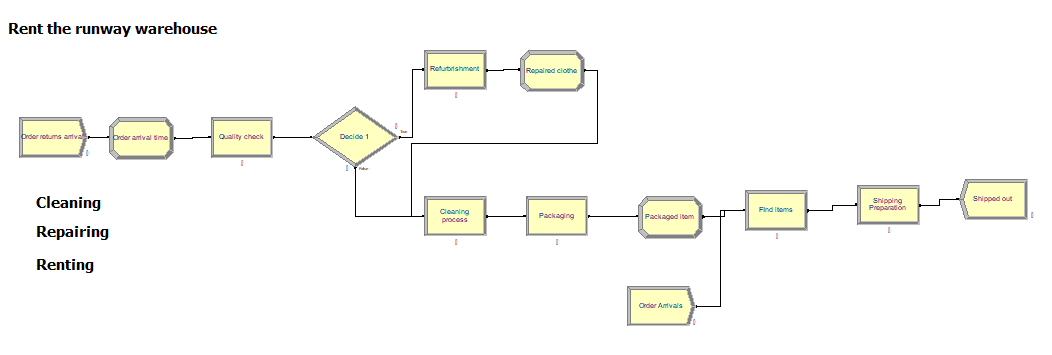 Rent the runway warehouse
Refurbrishment
Repaired clothe
Order returns arrival
Order arrival time
Quality check
Decide 1
True
False
Cleaning
Repairing
Renting
Cleaning
process
Packaging
Packaged item
Find items
Shipping
Preparation
Shipped out
Order Arrivals